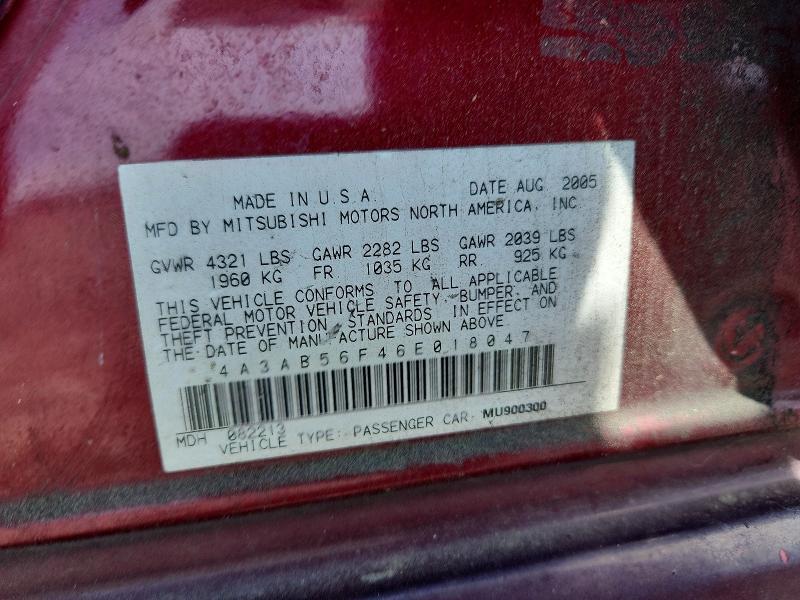 MADE IN U.S.A. DATE AUG 2005
MFD BY MITSUBISHI MOTORS NORTH AMERICA, INC
GVWR 4321 LBS GAWR 2282 LBS GAWR 2039 LBS
1960 KG FR 1035 KG RR. 925 KG
THIS VEHICLE CONFORMS TO ALL APPLICABLE
FEDERAL MOTOR VEHICLE SAFETY, BUMPER, AND
THEFT PREVENTION STANDARDS IN EFFECT ON
THE DATE OF MANUFACTURE SHOWN ABOVE
4A3AB56F46E018047
MDH 082213
VEHICLE TYPE: PASSENGER CAR MU900300